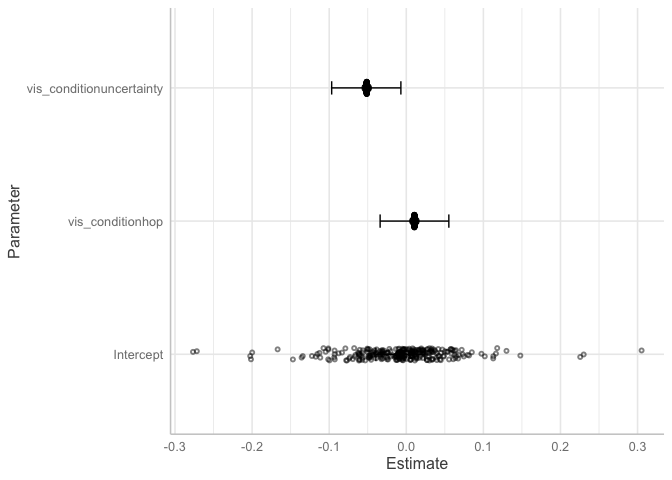 vis_conditionuncertainty
vis_conditionhop
Intercept
Parameter
-0.3 -0.2 -0.1 0.0 0.1 0.2 0.3
Estimate